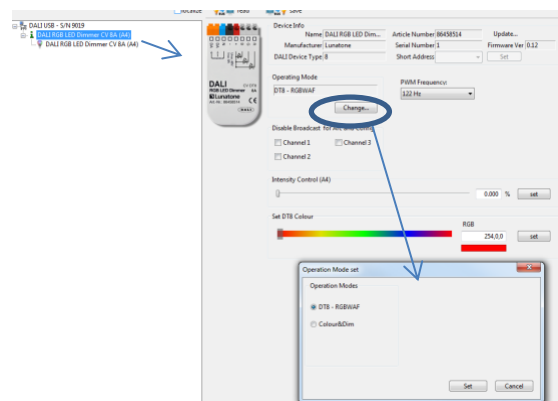 localize read save
DALI USB - S/N 9019
DALI RGB LED Dimmer CV 8A (A4)
DALI RGB LED Dimmer CV 8A (A4)
DALI
RGB LED Dimmer
Lunatone
CE
Device Info
Name DALI RGB LED Dim... Article Number 86458514 Update...
Manufacturer Lunatone Serial Number 1 Firmware Ver 0.12
DALI Device Type 8 Short Address Set
Operating Mode
DT8 - RGBWAF
Change...
PWM Frequency:
122 Hz
Disable Broadcast for
Channel 1 Channel 3
Channel 2
Intensity Control (A4)
0.000 % set
Set DT8 Colour
RGB
254,0,0 set
Operation Mode set
Operation Modes
DT8 - RGBWAF
Colour&Dim
Set Cancel